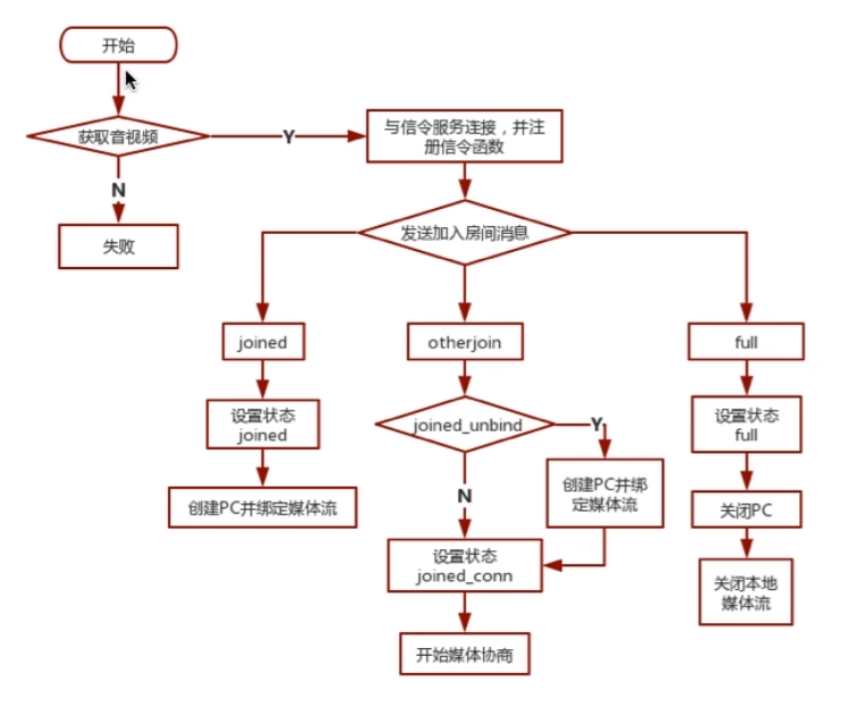 开始
获取音视频
Y
与信令服务连接，并注
册信令函数
N
失败
发送加入房间消息
joined
otherjoin
full
设置状态
joined
joined_unbind
Y
设置状态
full
创建PC并绑定媒体流
N
创建PC并绑
定媒体流
关闭PC
设置状态
joined_conn
关闭本地
媒体流
开始媒体协商